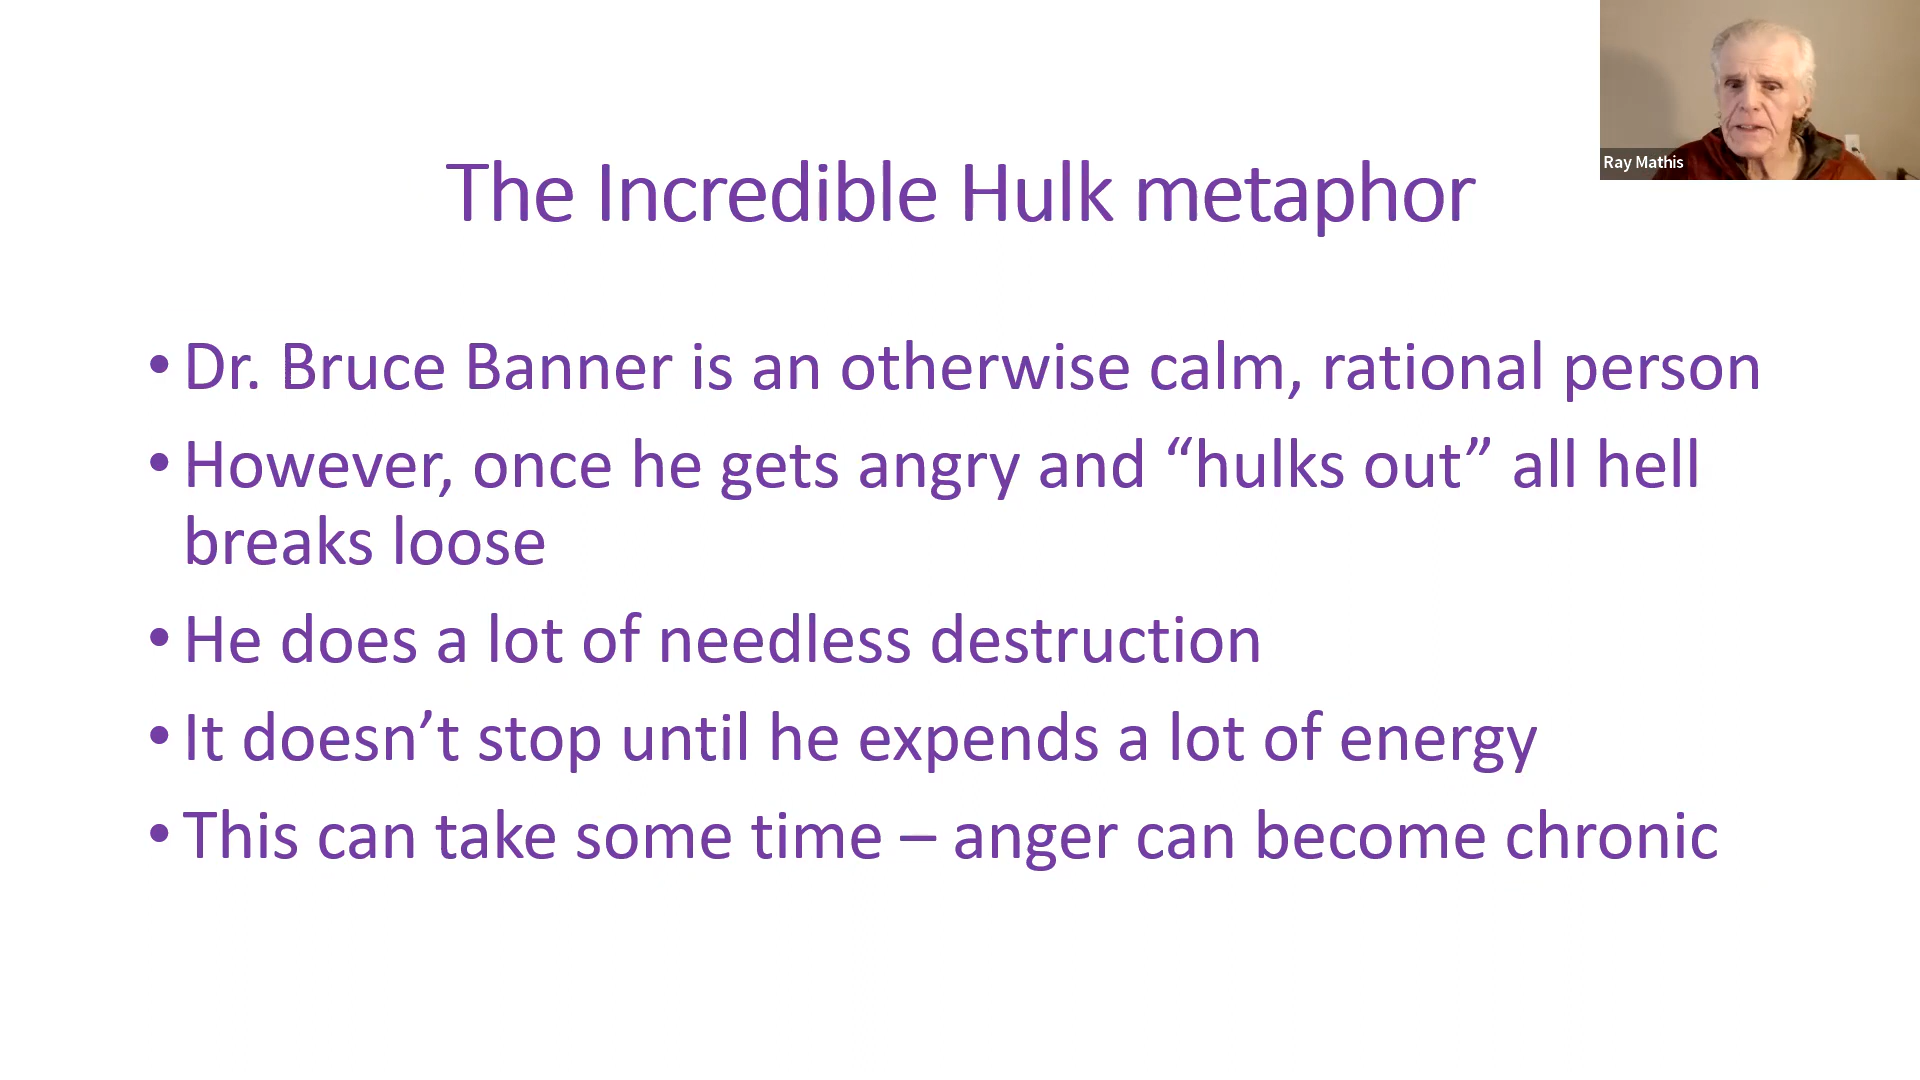 The Incredible Hulk metaphor
• Dr. Bruce Banner is an otherwise calm, rational person
• However, once he gets angry and “hulks out” all hell
breaks loose
• He does a lot of needless destruction
• It doesn’t stop until he expends a lot of energy
• This can take some time – anger can become chronic
Ray Mathis